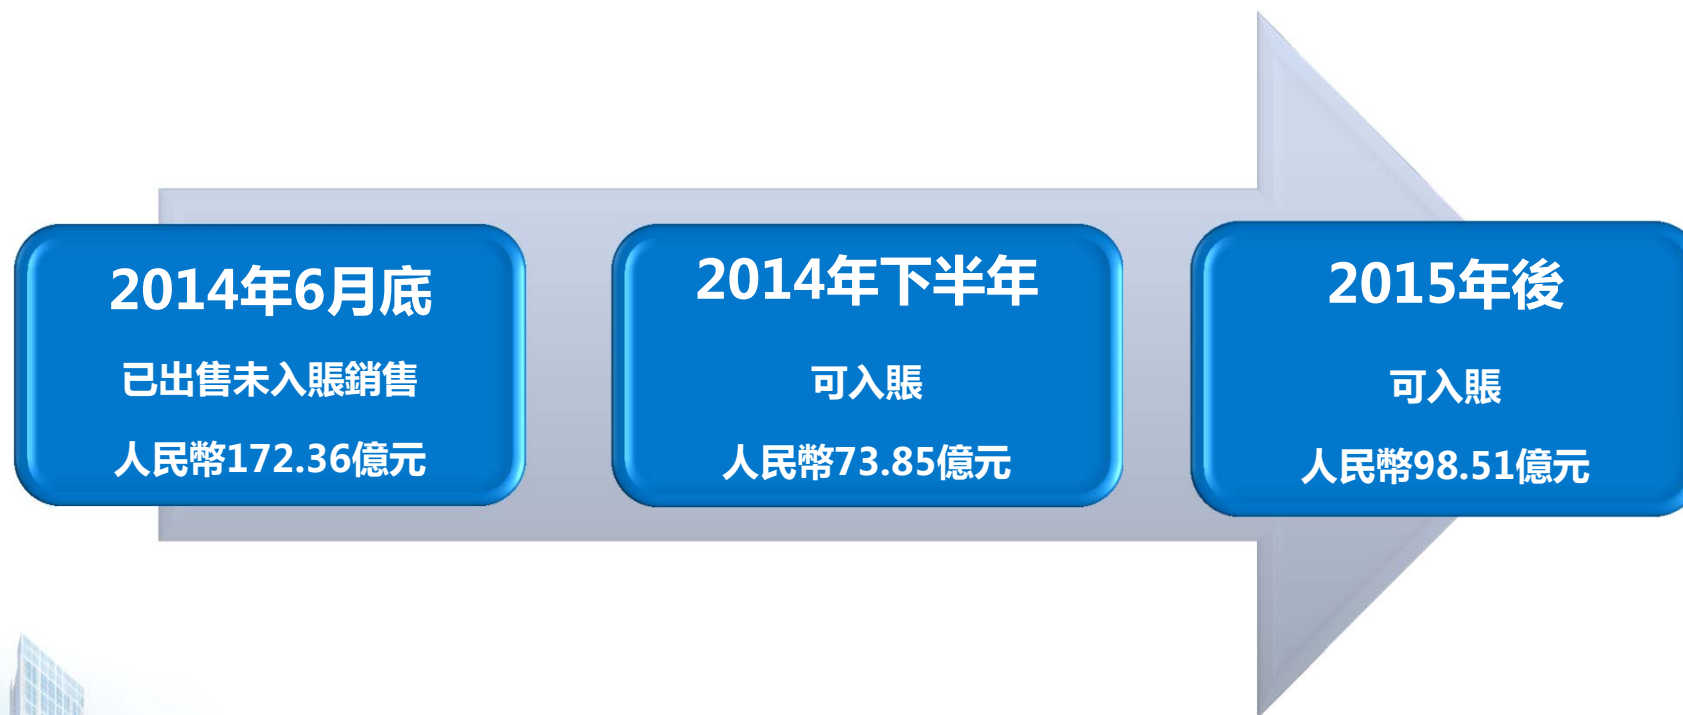 2014年6月底
已出售未入賬銷售
人民幣172.36億元
2014年下半年
可入賬
人民幣73.85億元
2015年後
可入賬
人民幣98.51億元